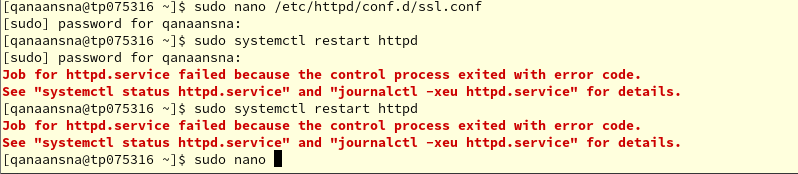 [qanaansna@tp075316 ~]$ sudo nano /etc/httpd/conf.d/ssl.conf
[sudo] password for qanaansna:
[qanaansna@tp075316 ~]$ sudo systemctl restart httpd
[sudo] password for qanaansna:
Job for httpd.service failed because the control process exited with error code.
See "systemctl status httpd.service" and "journalctl -xeu httpd.service" for details.
[qanaansna@tp075316 ~]$ sudo systemctl restart httpd
Job for httpd.service failed because the control process exited with error code.
See "systemctl status httpd.service" and "journalctl -xeu httpd.service" for details.
[qanaansna@tp075316 ~]$ sudo nano